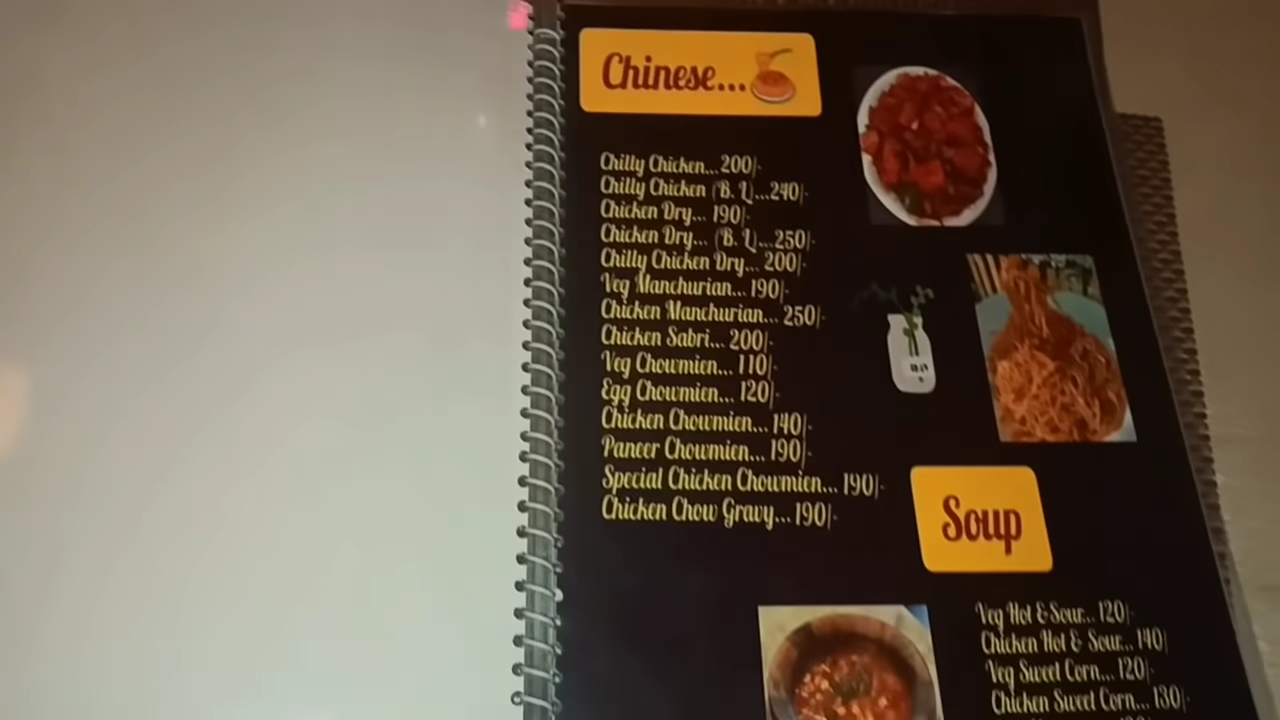 Chinese...
Chilly Chicken...200/-
Chilly Chicken (B. L)...240/-
Chicken Dry... 190/-
Chicken Dry... (B. L)...250/-
Chilly Chicken Dry... 200/-
Veg Manchurian... 190/-
Chicken Manchurian... 250/-
Chicken Sabri... 200/-
Veg Chowmien... 110/-
Egg Chowmien... 120/-
Chicken Chowmien... 140/-
Paneer Chowmien... 190/-
Special Chicken Chowmien... 190/-
Chicken Chow Gravy... 190/-
Soup
Veg Hot & Sour... 120/-
Chicken Hot & Sour... 140/
Veg Sweet Corn... 120/-
Chicken Sweet Corn... 130/-